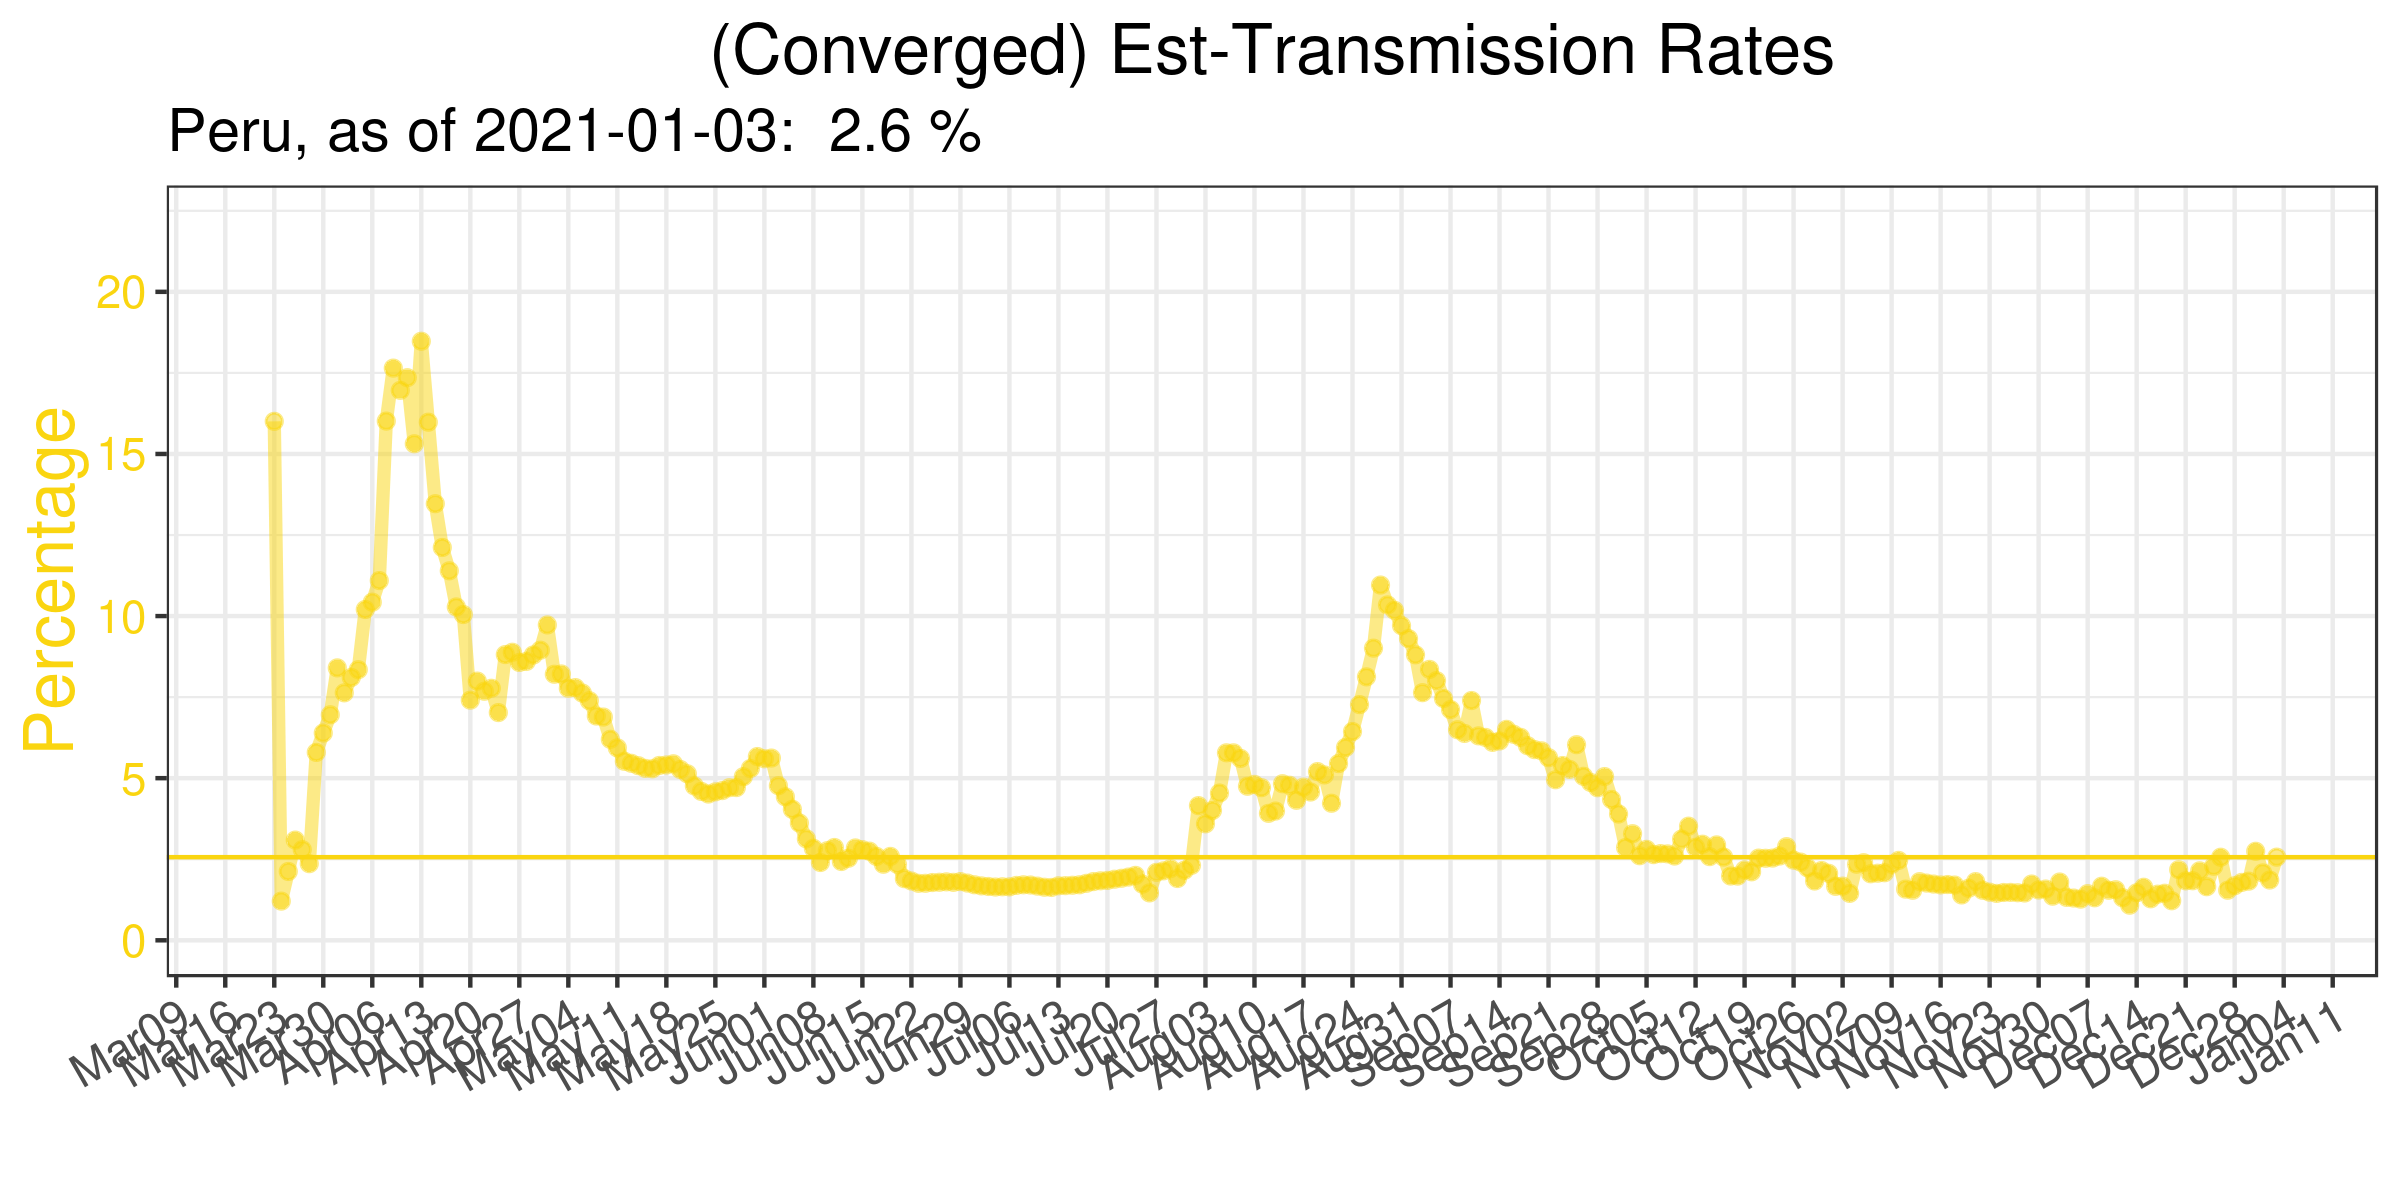 (Converged) Est-Transmission Rates
Peru, as of 2021-01-03: 2.6 %
Percentage
20
15
10
5
0
Mar09
Mar16
Mar23
Mar30
Apr06
Apr13
Apr20
Apr27
May04
May11
May18
May25
Jun01
Jun08
Jun15
Jun22
Jun29
Jul06
Jul13
Jul20
Jul27
Aug03
Aug10
Aug17
Aug24
Aug31
Sep07
Sep14
Sep21
Sep28
Oct05
Oct12
Oct19
Oct26
Nov02
Nov09
Nov16
Nov23
Nov30
Dec07
Dec14
Dec21
Dec28
Jan04
Jan11